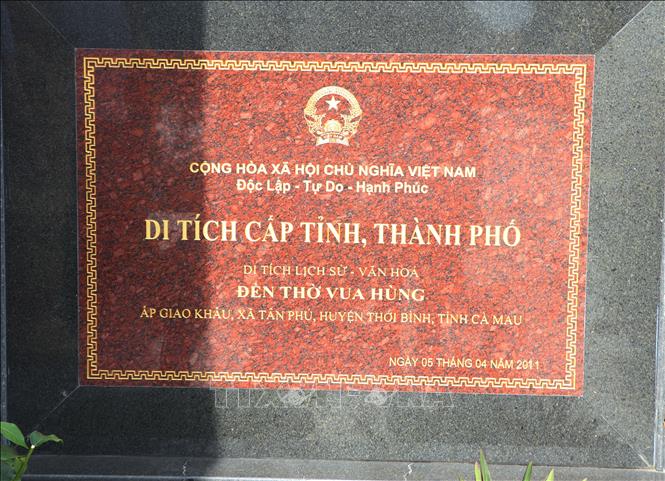 CỘNG HÒA XÃ HỘI CHỦ NGHĨA VIỆT NAM
Độc Lập - Tự Do - Hạnh Phúc
DI TÍCH CẤP TỈNH, THÀNH PHỐ
DI TÍCH LỊCH SỬ - VĂN HOÁ
ĐỀN THỜ VUA HÙNG
ẤP GIAO KHẨU, XÃ TÂN PHÚ, HUYỆN THỚI BÌNH, TỈNH CÀ MAU
NGÀY 05 THÁNG 04 NĂM 2011